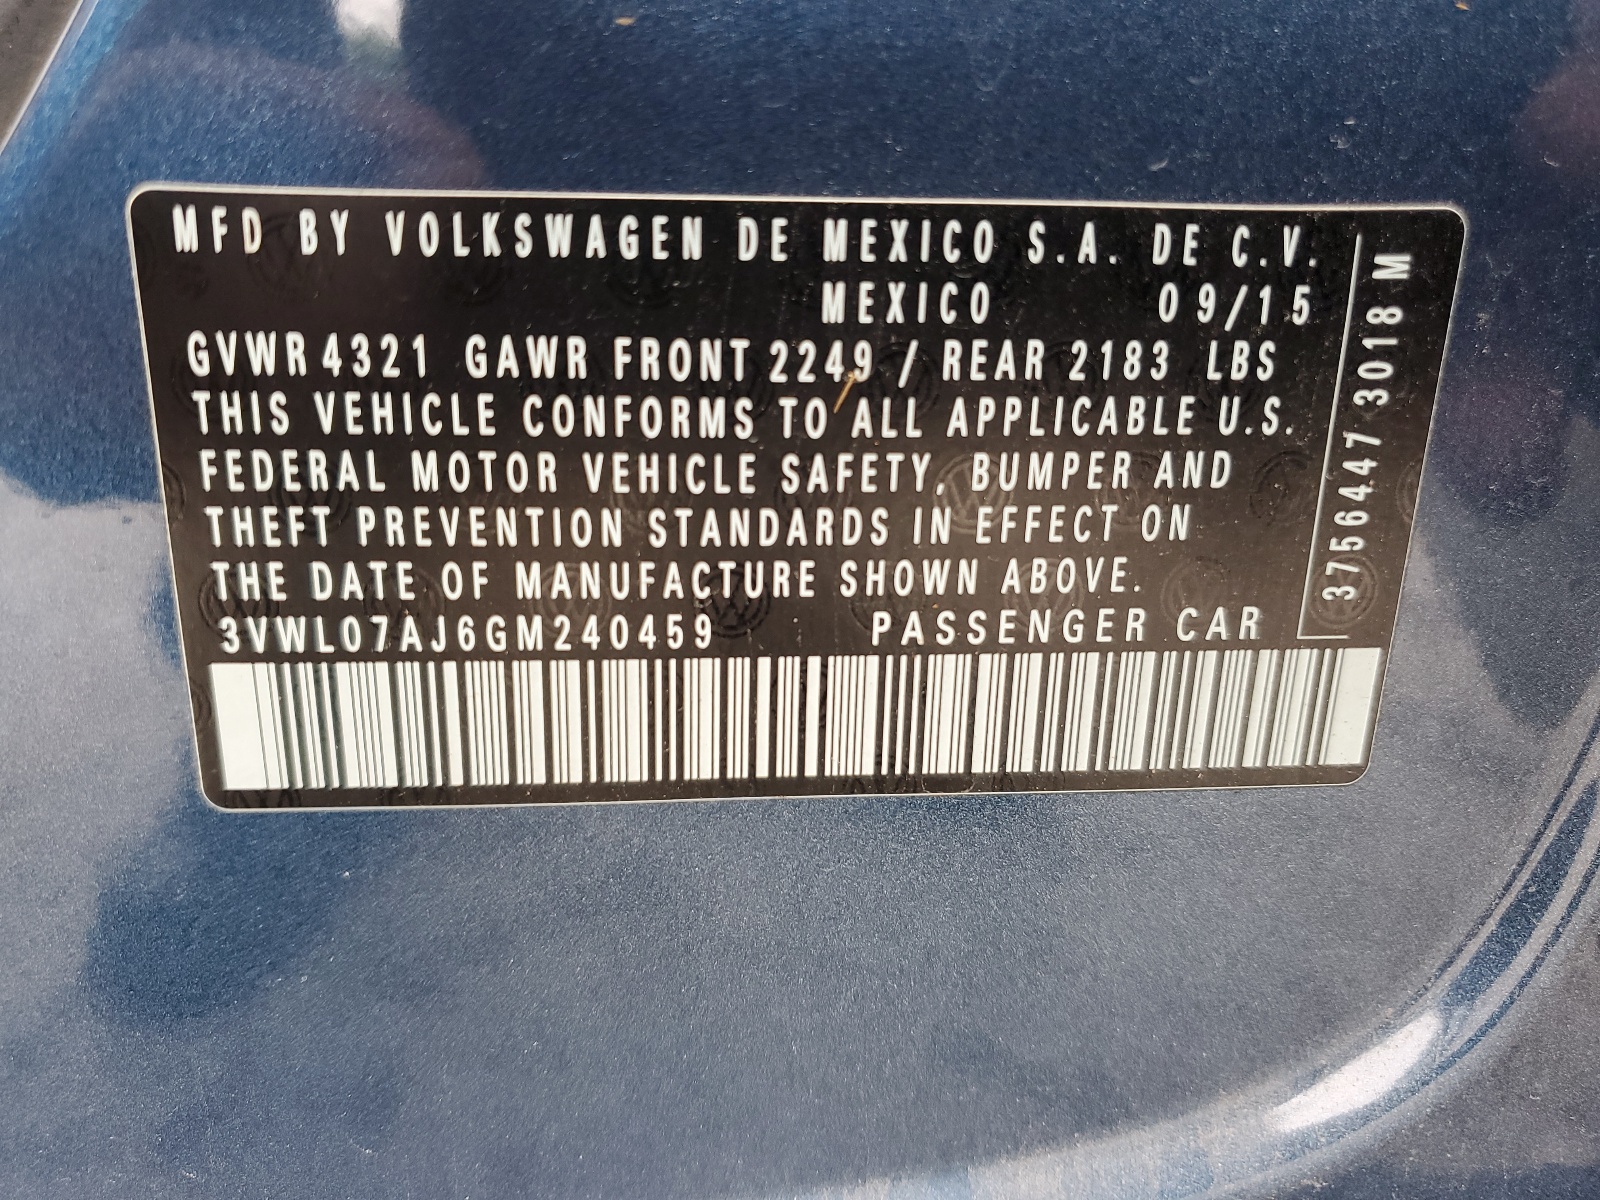 MFD BY VOLKSWAGEN DE MEXICO S.A. DE C.V.
MEXICO 09/15
GVWR 4321 GAWR FRONT 2249 / REAR 2183 LBS
THIS VEHICLE CONFORMS TO ALL APPLICABLE U.S.
FEDERAL MOTOR VEHICLE SAFETY, BUMPER AND
THEFT PREVENTION STANDARDS IN EFFECT ON
THE DATE OF MANUFACTURE SHOWN ABOVE.
3VWL07AJ6GM240459 PASSENGER CAR
3756447 3018 M